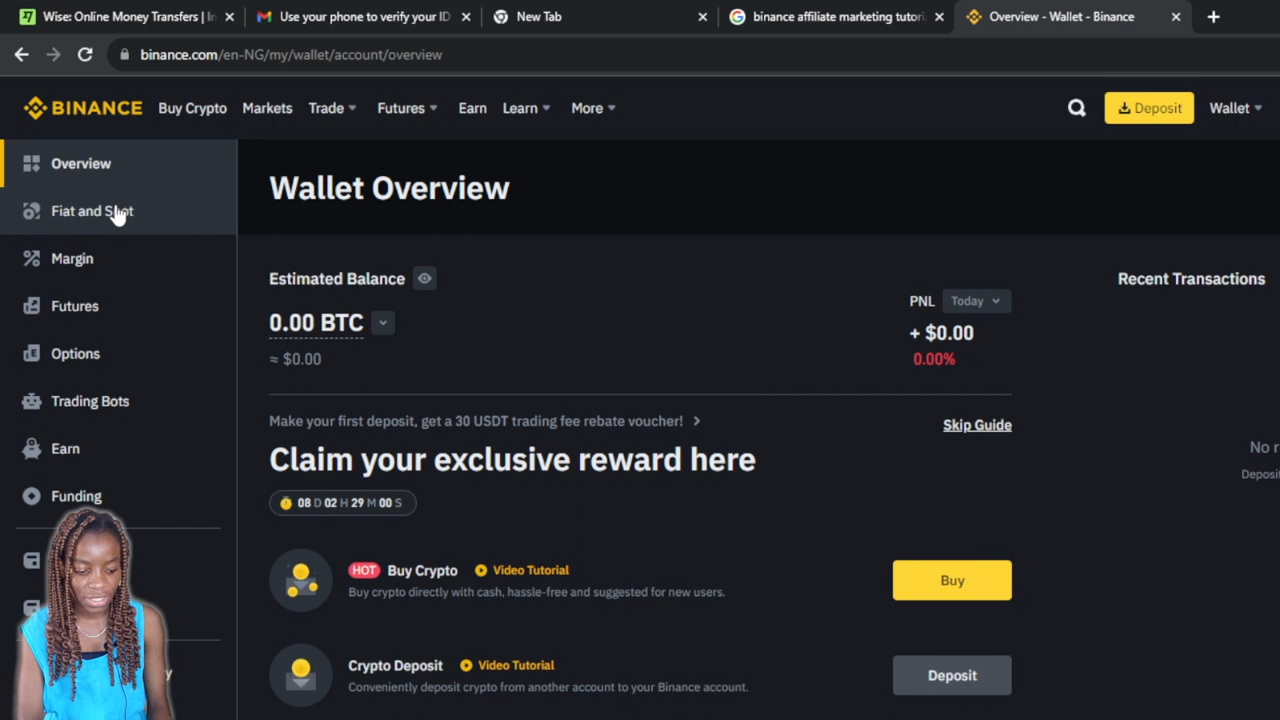 Wise: Online Money Transfers | In
Use your phone to verify your ID
New Tab
binance affiliate marketing tutori
Overview - Wallet - Binance
binance.com/en-NG/my/wallet/account/overview
BINANCE Buy Crypto Markets Trade Futures Earn Learn More Deposit Wallet
Overview
Fiat and Spot
Margin
Futures
Options
Trading Bots
Earn
Funding
Wallet Overview
Estimated Balance
0.00 BTC
≈ $0.00
PNL Today
+ $0.00
0.00%
Recent Transactions
Make your first deposit, get a 30 USDT trading fee rebate voucher!
Skip Guide
Claim your exclusive reward here
08 D 02 H 29 M 00 S
HOT Buy Crypto Video Tutorial
Buy crypto directly with cash, hassle-free and suggested for new users.
Buy
Crypto Deposit Video Tutorial
Conveniently deposit crypto from another account to your Binance account.
Deposit
No r
Deposi